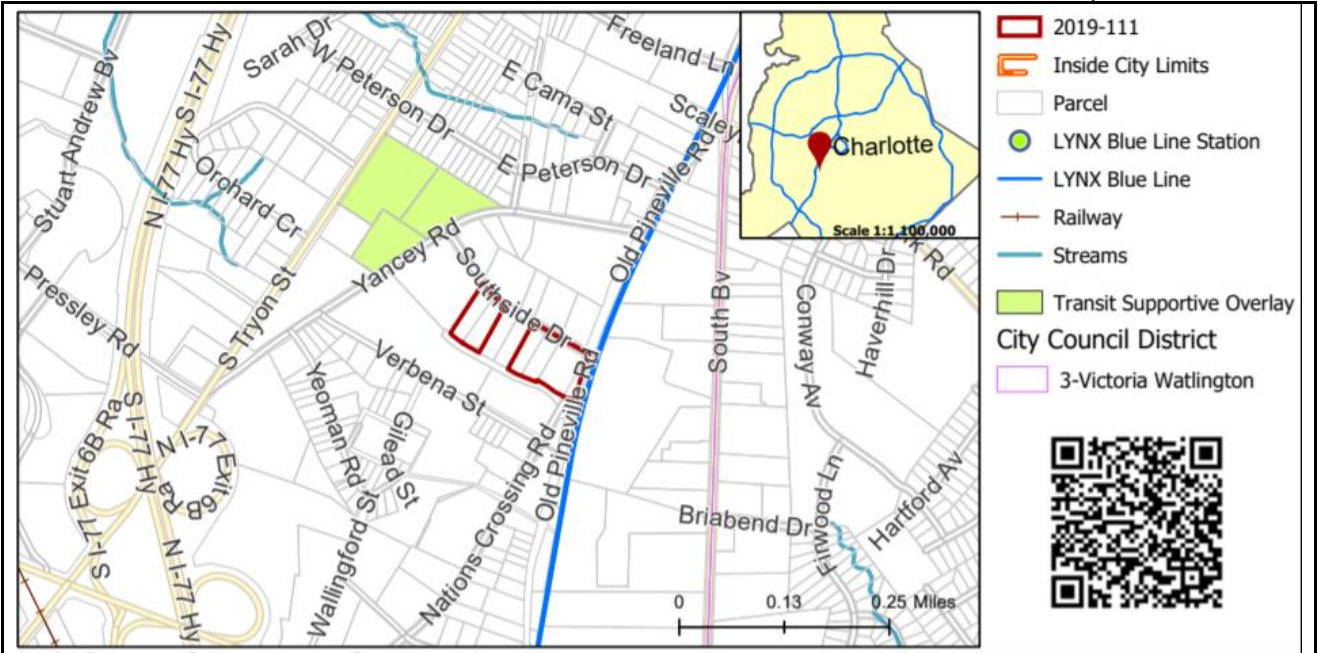 Sarah Dr
Freeland Ln
Stuart Andrew Bv
W Peterson Dr
E Cama St
Scaley
N I-77 Hy S I-77 Hy
Orchard Cr
E Peterson Dr
Old Pineville Rd
Charlotte
Scale 1:1,100,000
Yancey Rd
Southside Dr
Pressley Rd
S Tryon St
South Bv
Conway Av
Haverhill Dr
rk Rd
Verbena St
Yeoman Rd
Gilead St
S I-77 Exit 6B Ra
S I-77 Hy
N I-77 Exit 6B Ra
N I-77 Hy
Wallingford St
Nations Crossing Rd
Old Pineville Rd
Briabend Dr
Flinwood Ln
Hartford Av
0 0.13 0.25 Miles
2019-111
Inside City Limits
Parcel
LYNX Blue Line Station
LYNX Blue Line
Railway
Streams
Transit Supportive Overlay
City Council District
3-Victoria Watlington